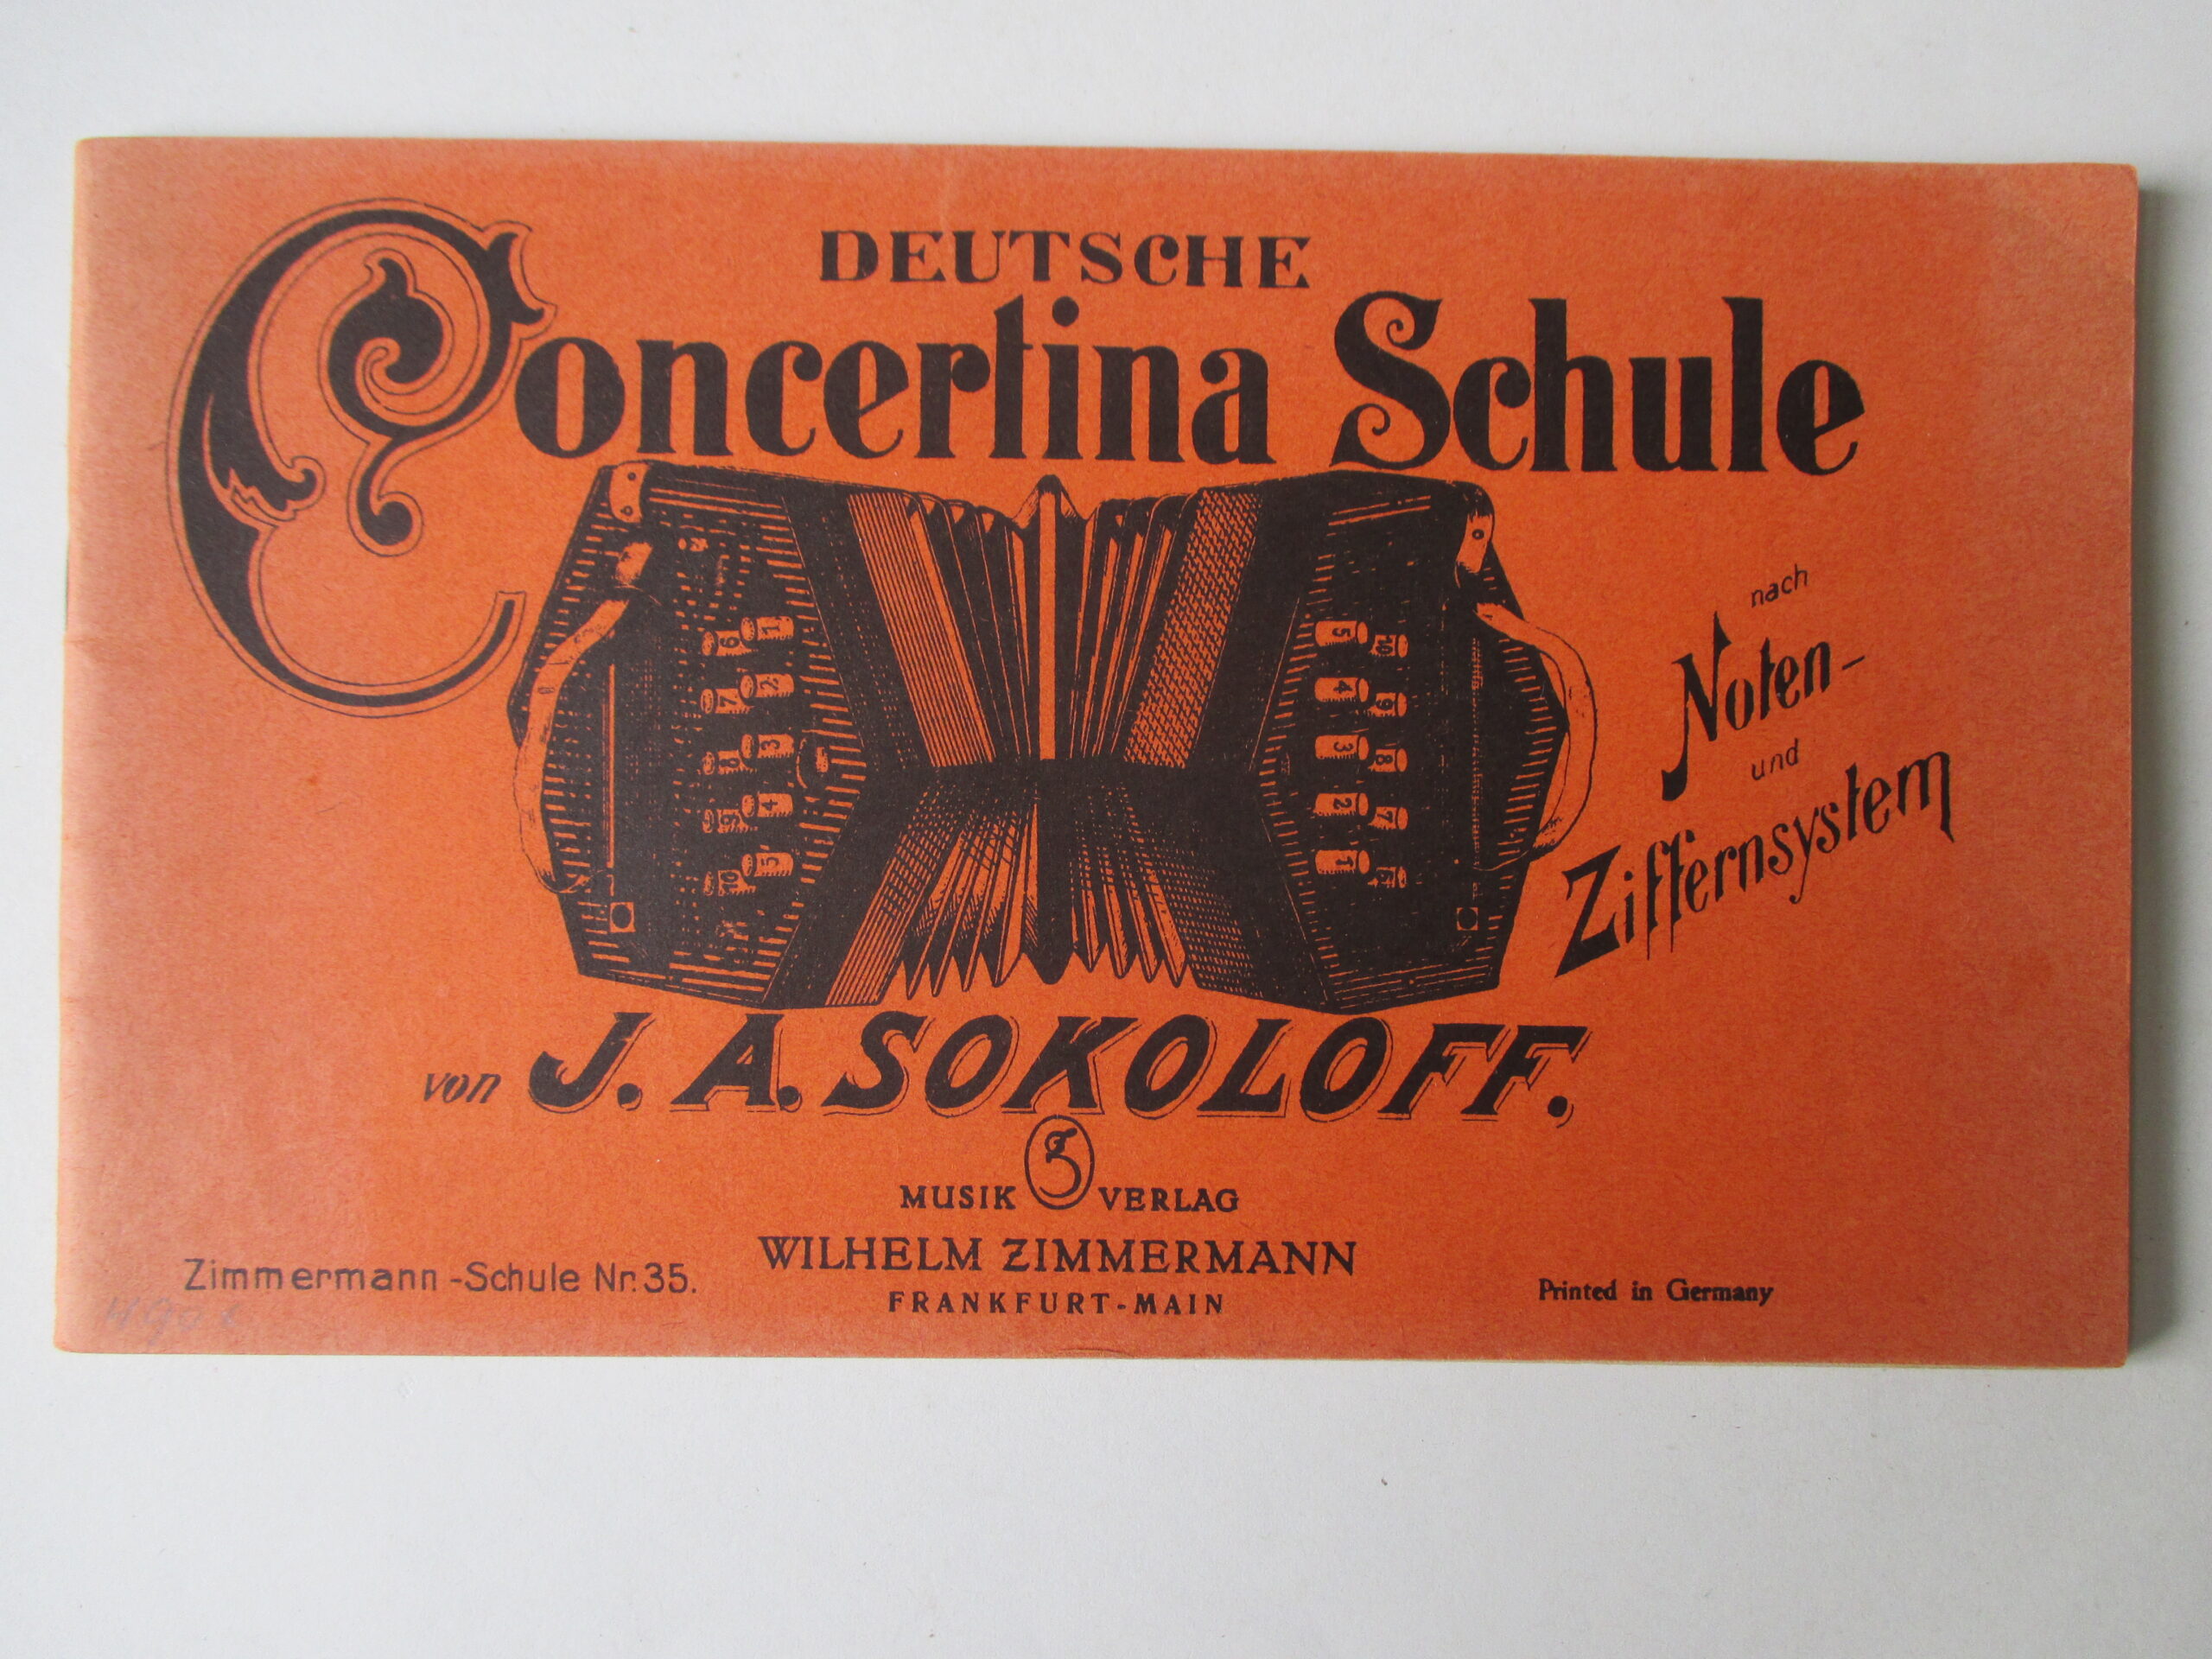 DEUTSCHE
Concertina Schule
nach
Noten-
und
Ziffernsystem
von J. A. SOKOLOFF.
MUSIK Z VERLAG
WILHELM ZIMMERMANN
FRANKFURT-MAIN
Zimmermann-Schule Nr. 35.
Printed in Germany